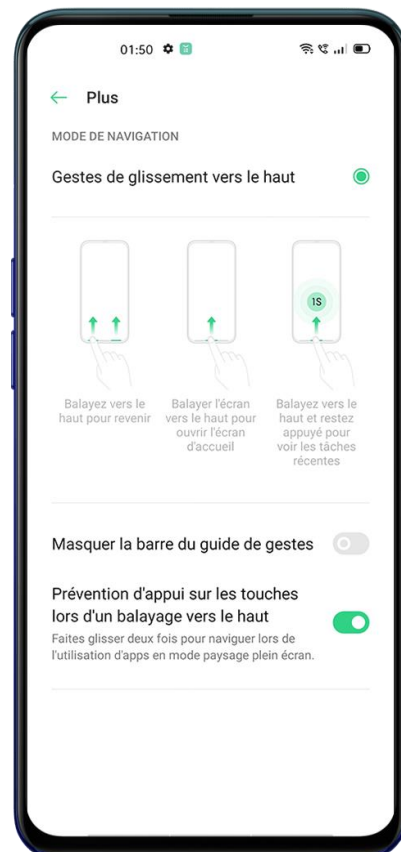 01:50
Plus
MODE DE NAVIGATION
Gestes de glissement vers le haut
1S
Balayez vers le
haut pour revenir
Balayer l'écran
vers le haut pour
ouvrir l'écran
d'accueil
Balayez vers le
haut et restez
appuyé pour
voir les tâches
récentes
Masquer la barre du guide de gestes
Prévention d'appui sur les touches
lors d'un balayage vers le haut
Faites glisser deux fois pour naviguer lors de
l'utilisation d'apps en mode paysage plein écran.